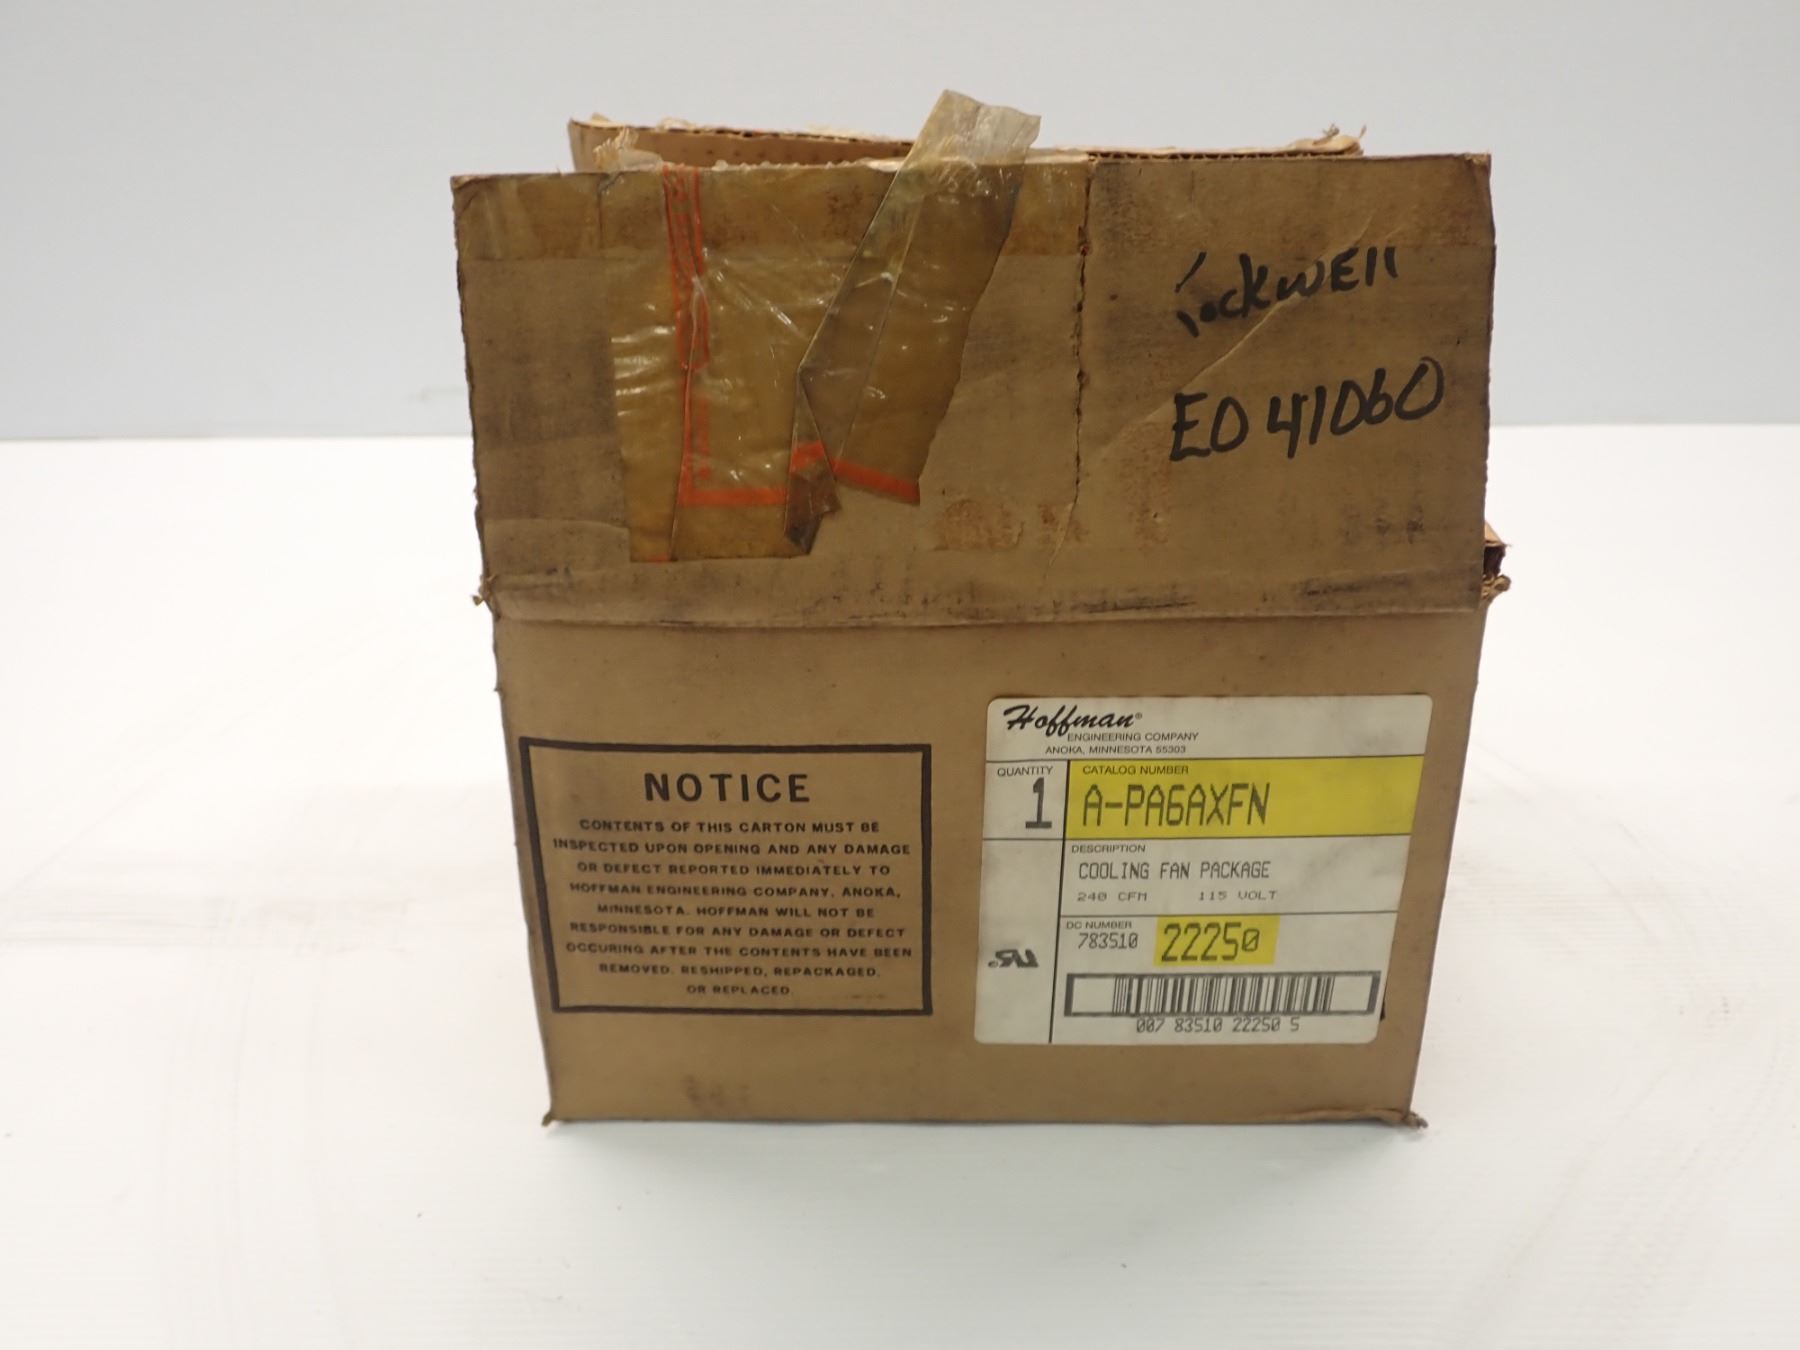 rockwEll
EO 41060
NOTICE
CONTENTS OF THIS CARTON MUST BE
INSPECTED UPON OPENING AND ANY DAMAGE
OR DEFECT REPORTED IMMEDIATELY TO
HOFFMAN ENGINEERING COMPANY, ANOKA,
MINNESOTA. HOFFMAN WILL NOT BE
RESPONSIBLE FOR ANY DAMAGE OR DEFECT
OCCURING AFTER THE CONTENTS HAVE BEEN
REMOVED, RESHIPPED, REPACKAGED,
OR REPLACED.
Hoffman®
ENGINEERING COMPANY
ANOKA, MINNESOTA 55303
QUANTITY
1
CATALOG NUMBER
A-PA6AXFN
DESCRIPTION
COOLING FAN PACKAGE
240 CFM 115 VOLT
DC NUMBER
783510 22250
007 83510 22250 5